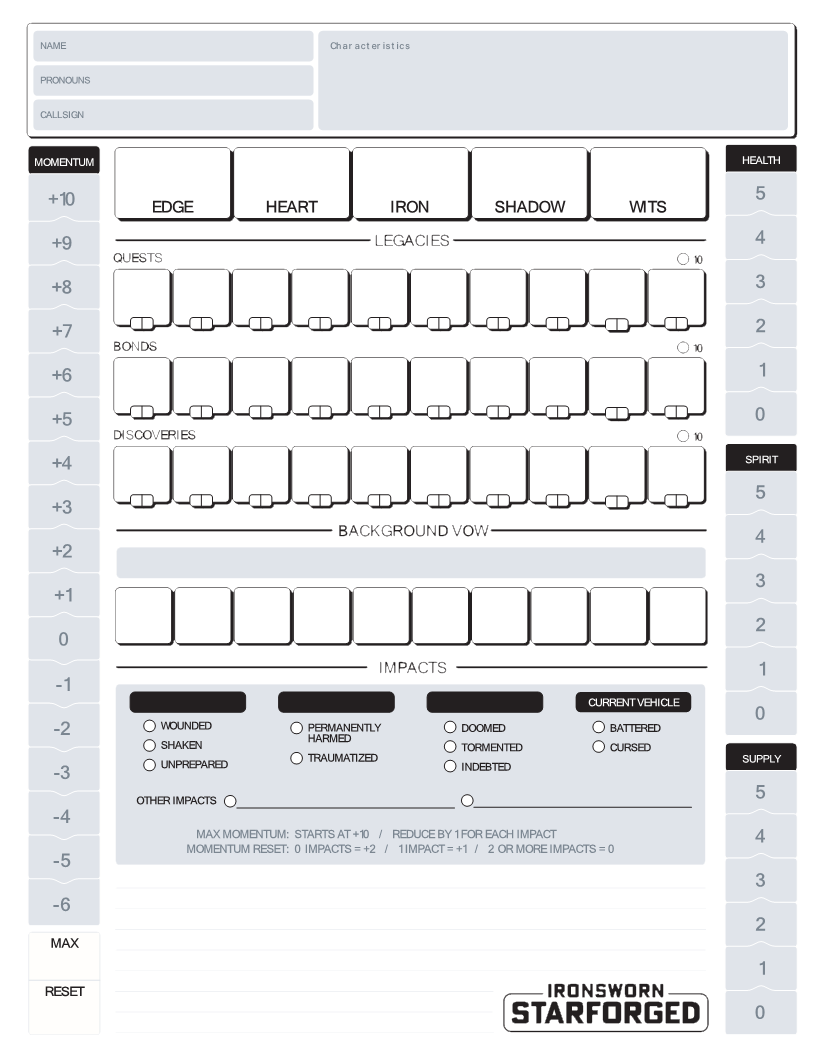 NAME
Characteristics
PRONOUNS
CALLSIGN
MOMENTUM
+10
+9
+8
+7
+6
+5
+4
+3
+2
+1
0
-1
-2
-3
-4
-5
-6
MAX
RESET
EDGE HEART IRON SHADOW WITS
LEGACIES
QUESTS 10
BONDS 10
DISCOVERIES 10
BACKGROUND VOW
IMPACTS
CURRENT VEHICLE
WOUNDED
SHAKEN
UNPREPARED
PERMANENTLY
HARMED
TRAUMATIZED
DOOMED
TORMENTED
INDEBTED
BATTERED
CURSED
OTHER IMPACTS
MAX MOMENTUM: STARTS AT +10 / REDUCE BY 1 FOR EACH IMPACT
MOMENTUM RESET: 0 IMPACTS = +2 / 1 IMPACT = +1 / 2 OR MORE IMPACTS = 0
HEALTH
5
4
3
2
1
0
SPIRIT
5
4
3
2
1
0
SUPPLY
5
4
3
2
1
0
IRONSWORN
STARFORGED